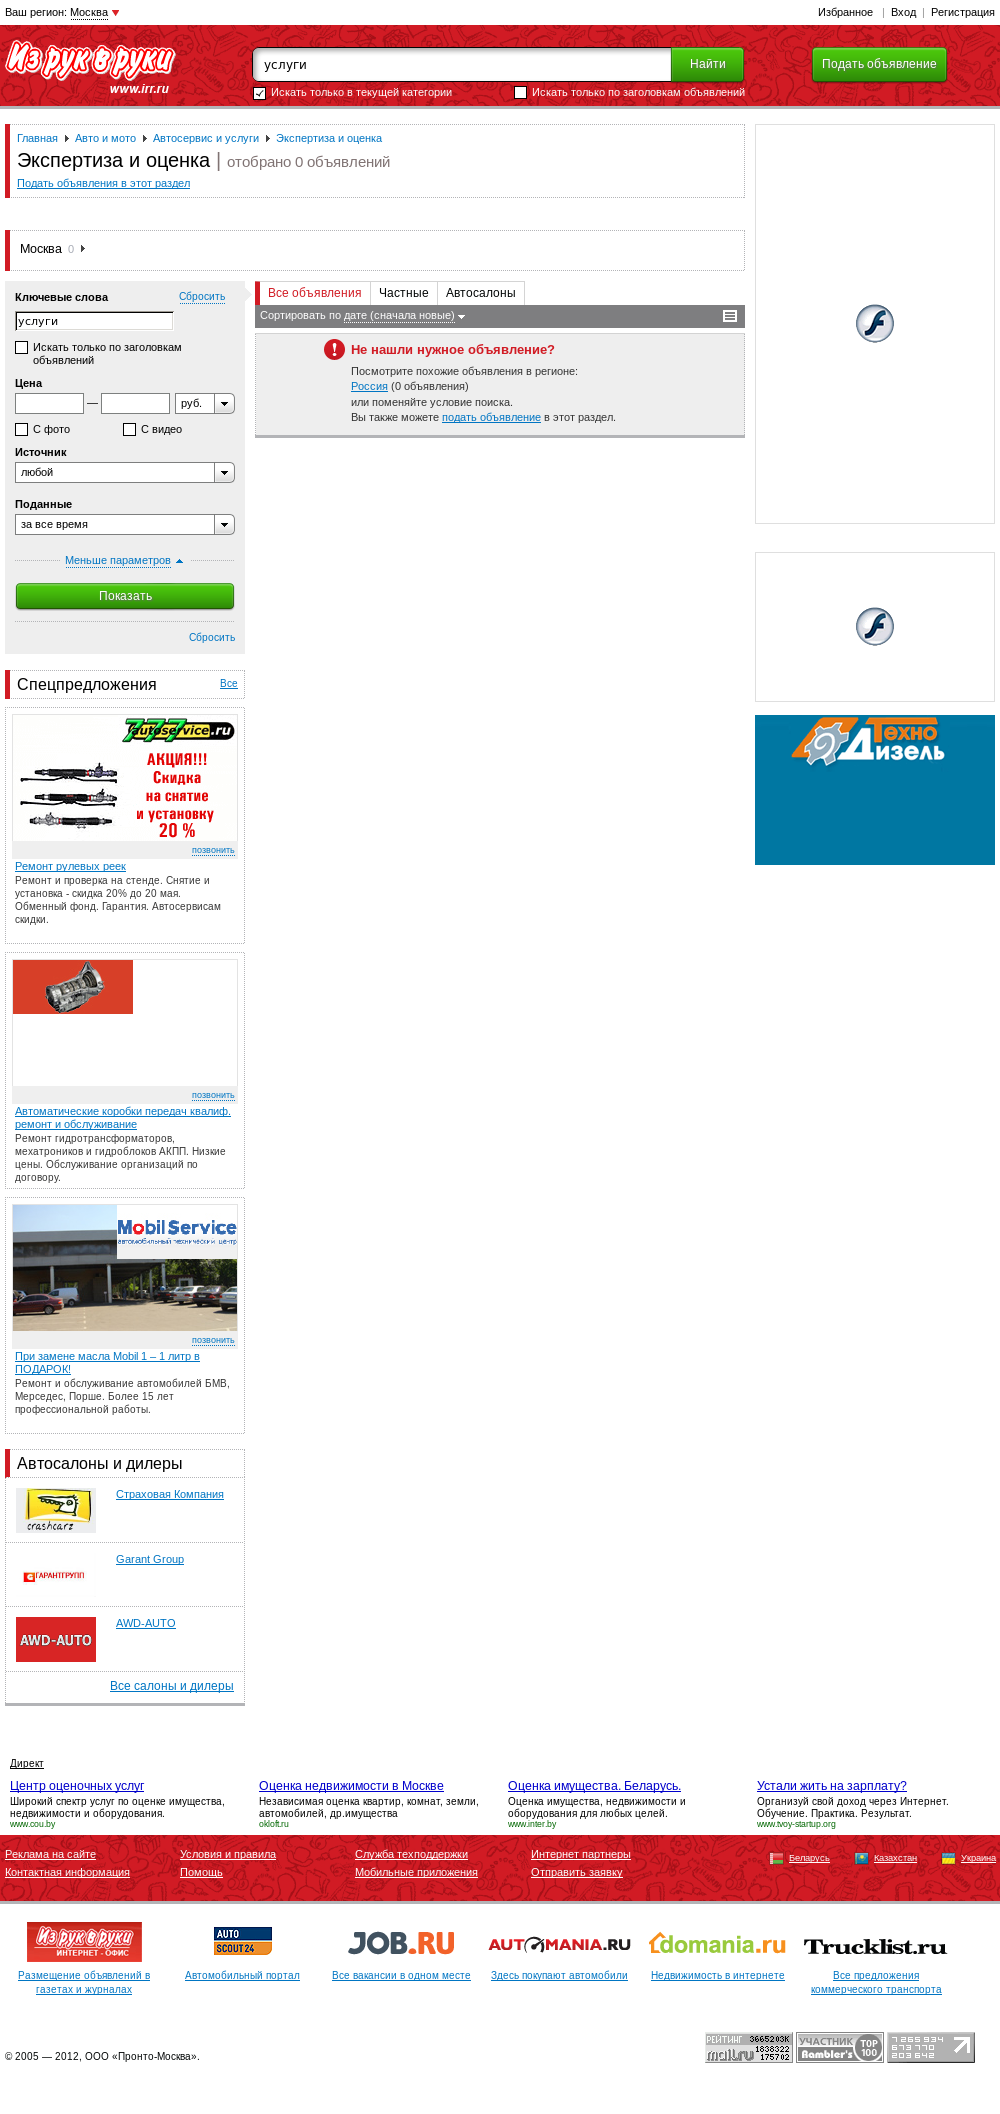 Ваш регион: Москва
Избранное | Вход | Регистрация
Из рук в руки
www.irr.ru
услуги
Найти
Подать объявление
Искать только в текущей категории
Искать только по заголовкам объявлений
Главная Авто и мото Автосервис и услуги Экспертиза и оценка
Экспертиза и оценка | отобрано 0 объявлений
Подать объявления в этот раздел
Москва 0
Ключевые слова
Сбросить
услуги
Искать только по заголовкам
объявлений
Цена
— руб.
С фото
С видео
Источник
любой
Поданные
за все время
Меньше параметров
Показать
Сбросить
Все объявления
Частные
Автосалоны
Сортировать по дате (сначала новые)
Не нашли нужное объявление?
Посмотрите похожие объявления в регионе:
Россия (0 объявления)
или поменяйте условие поиска.
Вы также можете подать объявление в этот раздел.
Техно
Дизель
Спецпредложения
Все
777
autoservice.ru
АКЦИЯ!!!
Скидка
на снятие
и установку
20 %
позвонить
Ремонт рулевых реек
Ремонт и проверка на стенде. Снятие и
установка - скидка 20% до 20 мая.
Обменный фонд. Гарантия. Автосервисам
скидки.
позвонить
Автоматические коробки передач квалиф.
ремонт и обслуживание
Ремонт гидротрансформаторов,
мехатроников и гидроблоков АКПП. Низкие
цены. Обслуживание организаций по
договору.
Mobil Service
автомобильный технический центр
позвонить
При замене масла Mobil 1 – 1 литр в
ПОДАРОК!
Ремонт и обслуживание автомобилей БМВ,
Мерседес, Порше. Более 15 лет
профессиональной работы.
Автосалоны и дилеры
crashcarz
Страховая Компания
ГАРАНТГРУПП
Garant Group
AWD-AUTO
AWD-AUTO
Все салоны и дилеры
Директ
Центр оценочных услуг
Широкий спектр услуг по оценке имущества,
недвижимости и оборудования.
www.cou.by
Оценка недвижимости в Москве
Независимая оценка квартир, комнат, земли,
автомобилей, др.имущества
okloft.ru
Оценка имущества. Беларусь.
Оценка имущества, недвижимости и
оборудования для любых целей.
www.inter.by
Устали жить на зарплату?
Организуй свой доход через Интернет.
Обучение. Практика. Результат.
www.tvoy-startup.org
Реклама на сайте
Контактная информация
Условия и правила
Помощь
Служба техподдержки
Мобильные приложения
Интернет партнеры
Отправить заявку
Беларусь
Казахстан
Украина
Из рук в руки
ИНТЕРНЕТ - ОФИС
Размещение объявлений в
газетах и журналах
AUTO
SCOUT 24
Автомобильный портал
JOB.RU
Все вакансии в одном месте
AUTOMANIA.RU
Здесь покупают автомобили
domania.ru
Недвижимость в интернете
Trucklist.ru
Все предложения
коммерческого транспорта
© 2005 — 2012, ООО «Пронто-Москва».
РЕЙТИНГ 3665203K
mail.ru
1838322
175702
УЧАСТНИК
Rambler's
TOP
100
7265934
673770
203642